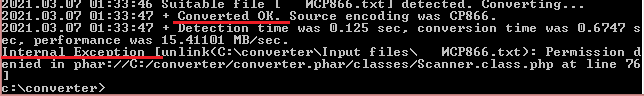 2021.03.07 01:33:46 Suitable file [   MCP866.txt] detected. Converting...
2021.03.07 01:33:47 + Converted OK. Source encoding was CP866.
2021.03.07 01:33:47 + Detection time was 0.125 sec, conversion time was 0.6747 s
ec, performance was 15.41101 MB/sec.
Internal Exception [unlink(C:\converter\Input files\   MCP866.txt): Permission d
enied in phar://C:/converter/converter.phar/classes/Scanner.class.php at line 76
]
c:\converter>